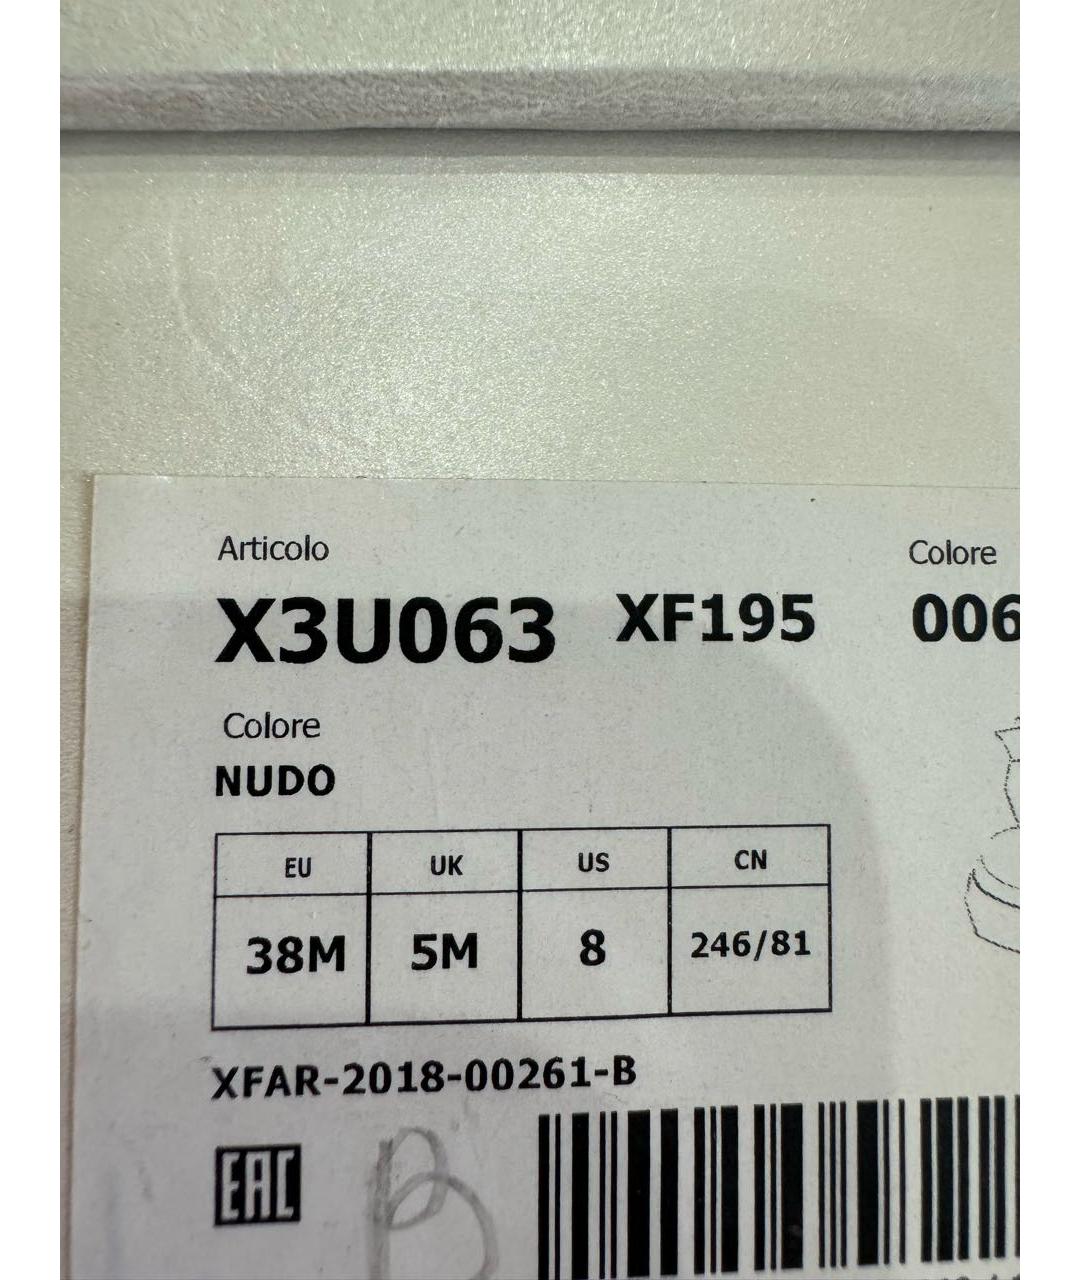 Articolo
Colore
X3U063 XF195 006
Colore
NUDO
EU UK US CN
38M 5M 8 246/81
XFAR-2018-00261-B
EAC
B